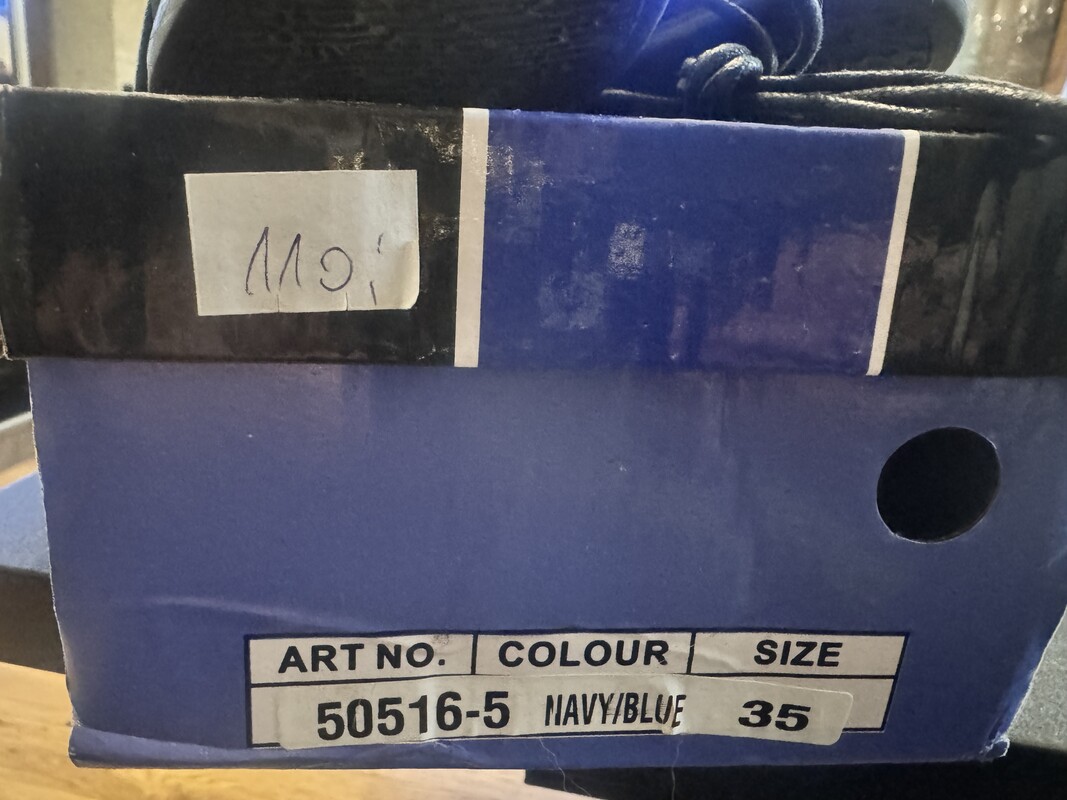 110;
ART NO. COLOUR SIZE
50516-5 NAVY/BLUE 35